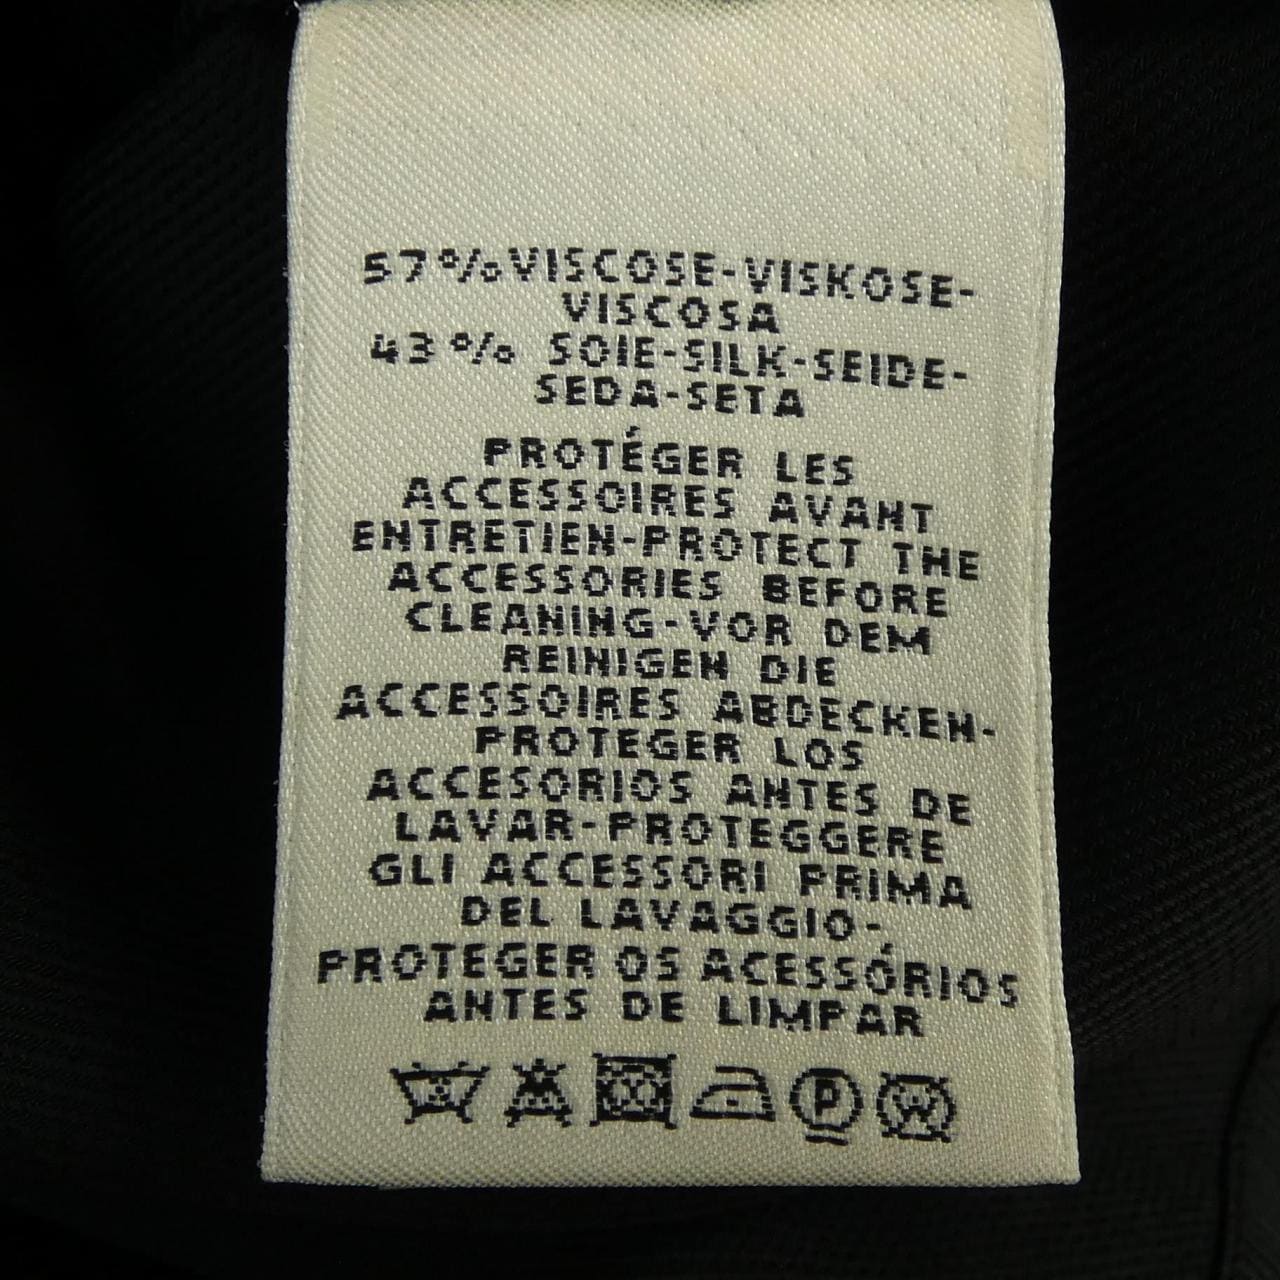 57% VISCOSE-VISKOSE-
VISCOSA
43% SOIE-SILK-SEIDE-
SEDA-SETA
PROTÉGER LES
ACCESSOIRES AVANT
ENTRETIEN-PROTECT THE
ACCESSORIES BEFORE
CLEANING-VOR DEM
REINIGEN DIE
ACCESSOIRES ABDECKEN-
PROTEGER LOS
ACCESORIOS ANTES DE
LAVAR-PROTEGGERE
GLI ACCESSORI PRIMA
DEL LAVAGGIO-
PROTEGER OS ACESSÓRIOS
ANTES DE LIMPAR
P W